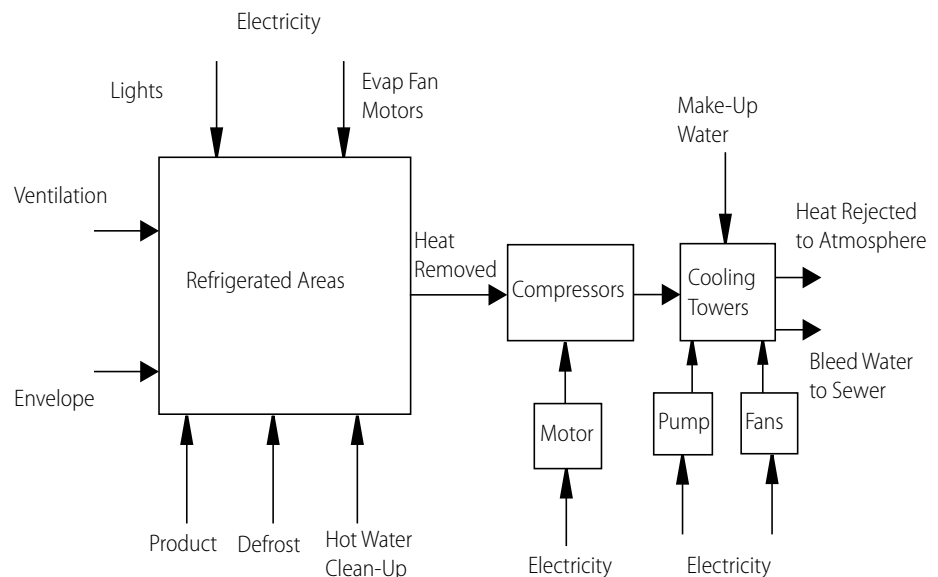 Electricity
Lights
Evap Fan
Motors
Make-Up
Water
Ventilation
Heat Rejected
to Atmosphere
Heat
Removed
Refrigerated Areas
Compressors
Cooling
Towers
Envelope
Bleed Water
to Sewer
Motor
Pump
Fans
Product
Defrost
Hot Water
Clean-Up
Electricity
Electricity